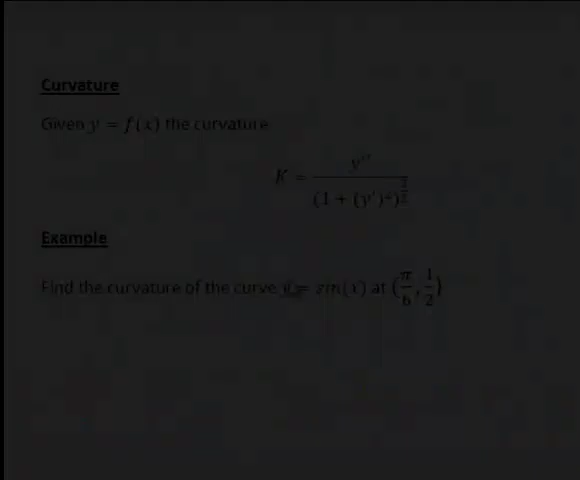 Curvature
Given y = f(x) the curvature
K = y'' / (1 + (y')²)^(3/2)
Example
Find the curvature of the curve y = sin(x) at (π/6, 1/2)